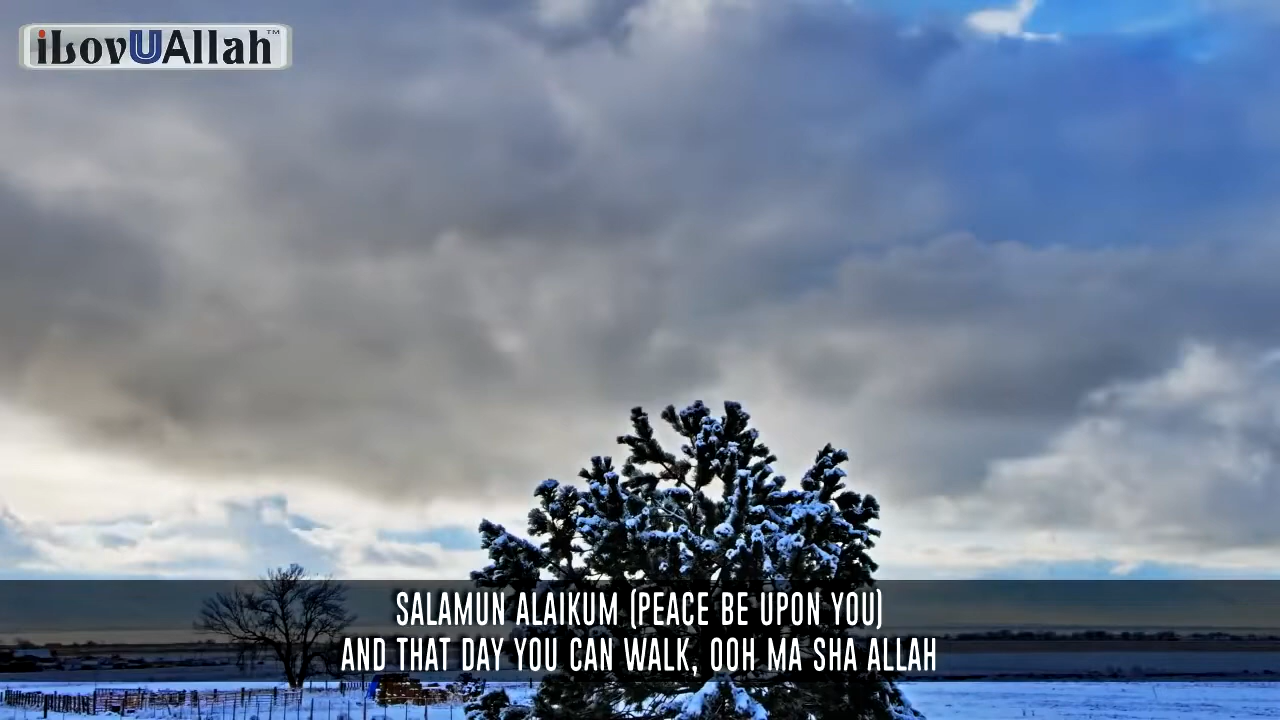 iLovUAllah™
SALAMUN ALAIKUM (PEACE BE UPON YOU)
AND THAT DAY YOU CAN WALK, OOH MA SHA ALLAH